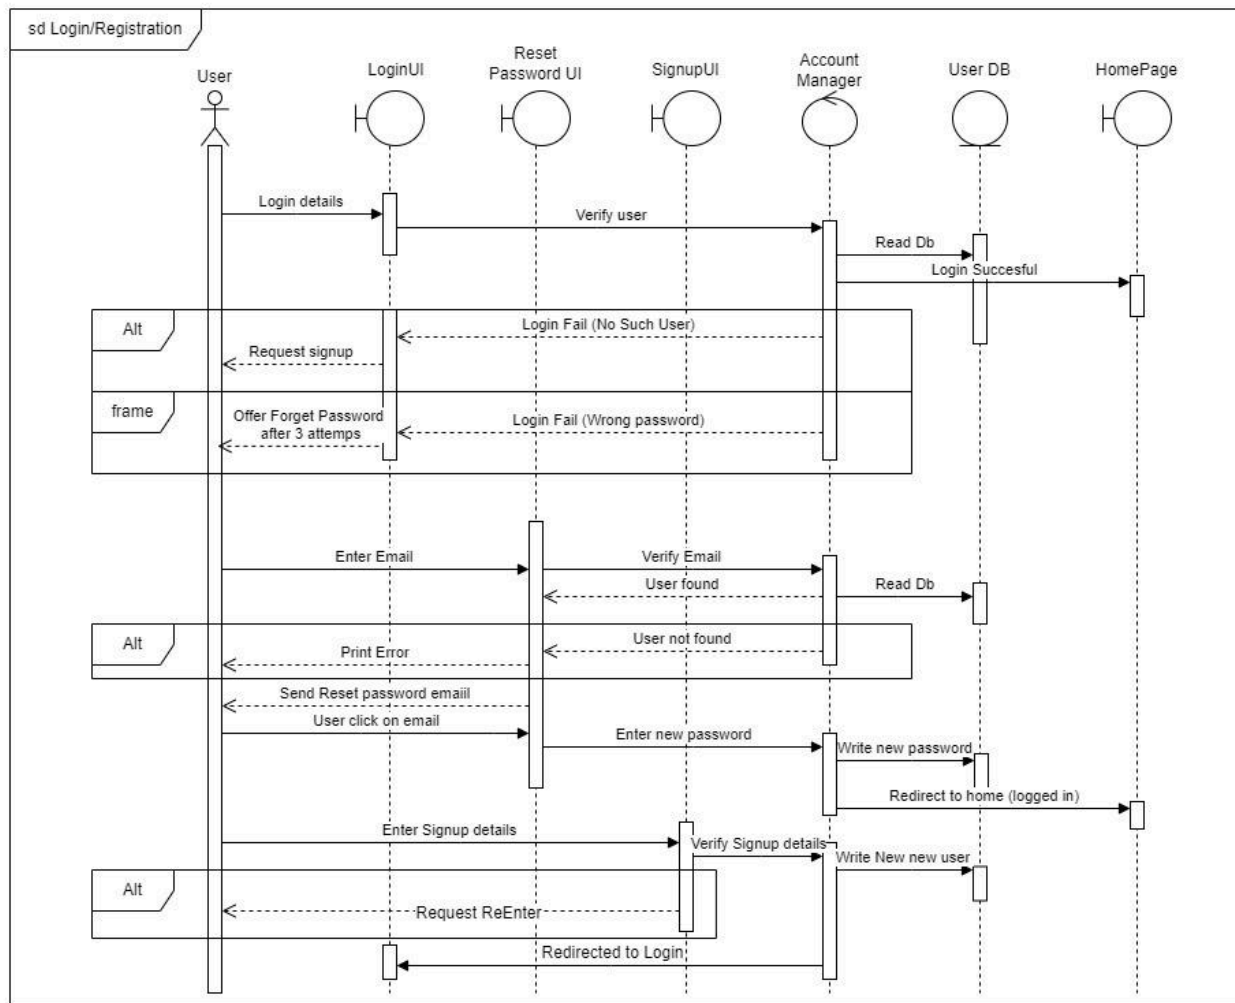 sd Login/Registration
User
LoginUI
Reset
Password UI
SignupUI
Account
Manager
User DB
HomePage
Login details
Verify user
Read Db
Login Succesful
Alt
Login Fail (No Such User)
Request signup
frame
Offer Forget Password
after 3 attemps
Login Fail (Wrong password)
Enter Email
Verify Email
User found
Read Db
Alt
User not found
Print Error
Send Reset password emaiil
User click on email
Enter new password
Write new password
Redirect to home (logged in)
Enter Signup details
Verify Signup details
Write New new user
Alt
Request ReEnter
Redirected to Login